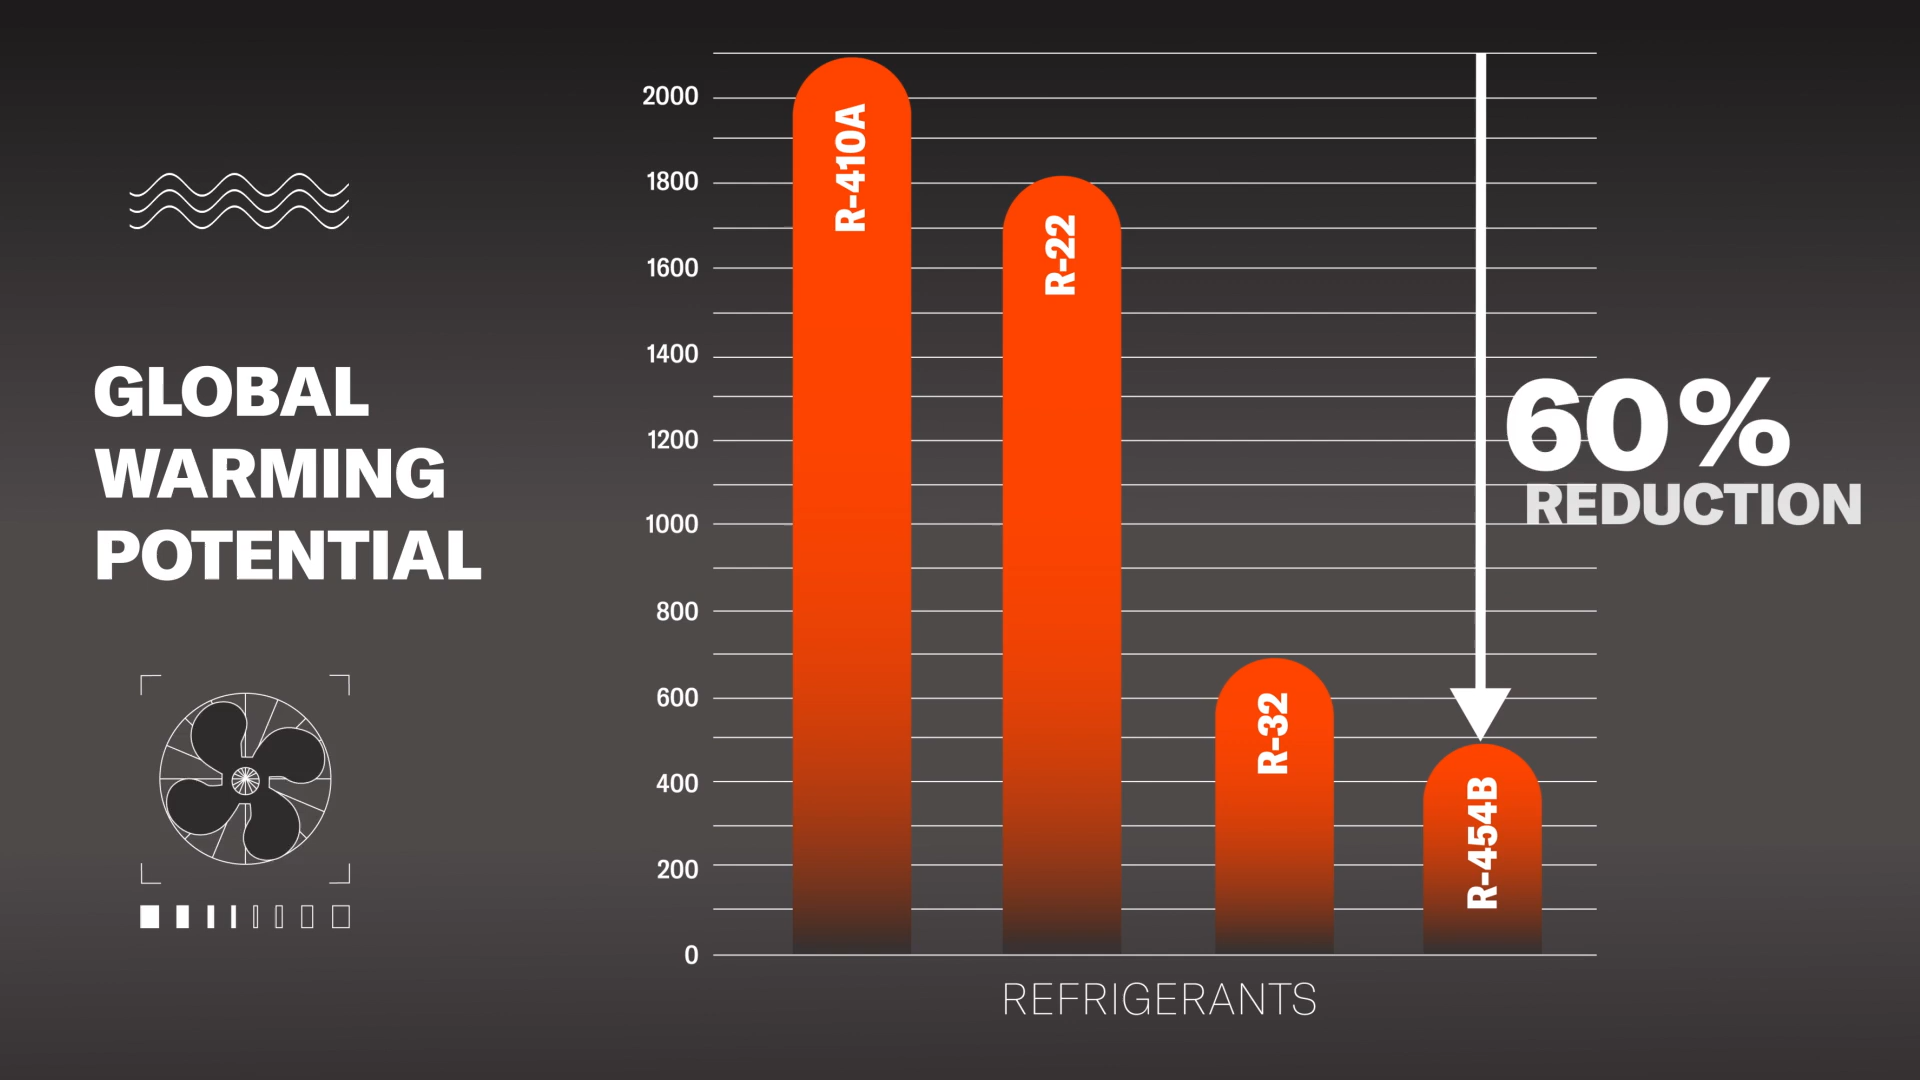 GLOBAL
WARMING
POTENTIAL
2000
1800
1600
1400
1200
1000
800
600
400
200
0
R-410A
R-22
R-32
R-454B
60%
REDUCTION
REFRIGERANTS